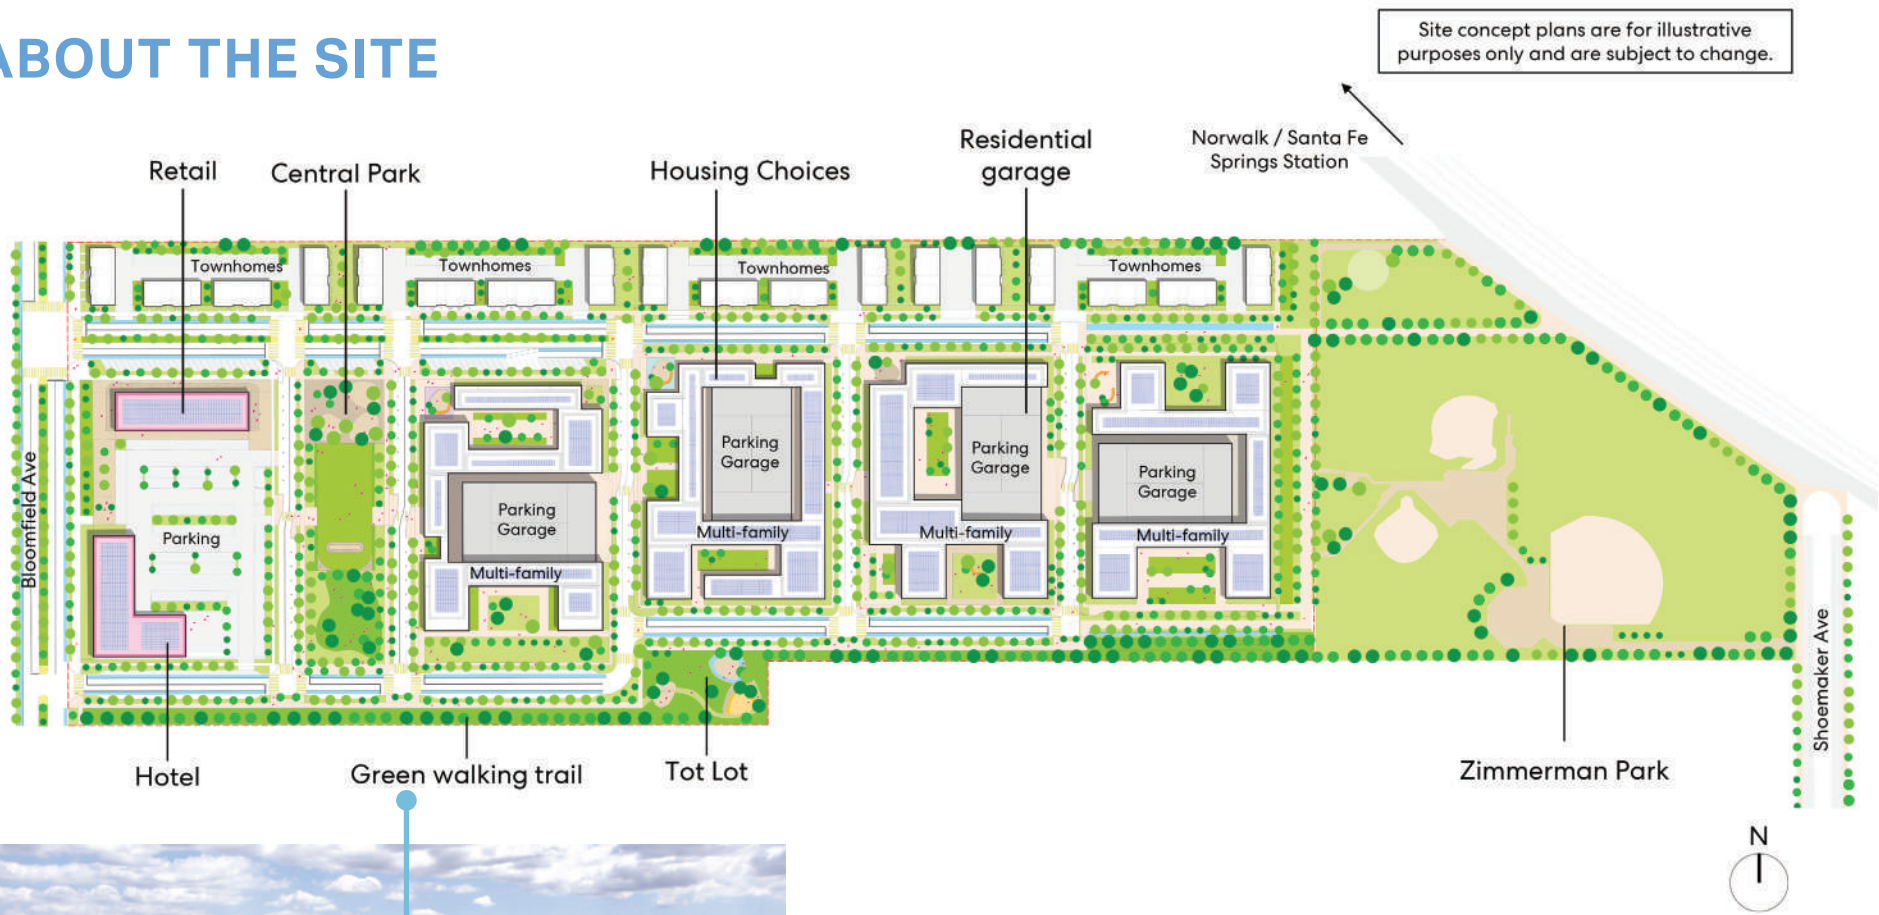 ABOUT THE SITE
Site concept plans are for illustrative
purposes only and are subject to change.
Norwalk / Santa Fe
Springs Station
Retail
Central Park
Housing Choices
Residential
garage
Townhomes
Townhomes
Townhomes
Townhomes
Bloomfield Ave
Parking
Parking
Garage
Multi-family
Parking
Garage
Multi-family
Parking
Garage
Multi-family
Parking
Garage
Multi-family
Shoemaker Ave
Hotel
Green walking trail
Tot Lot
Zimmerman Park
N